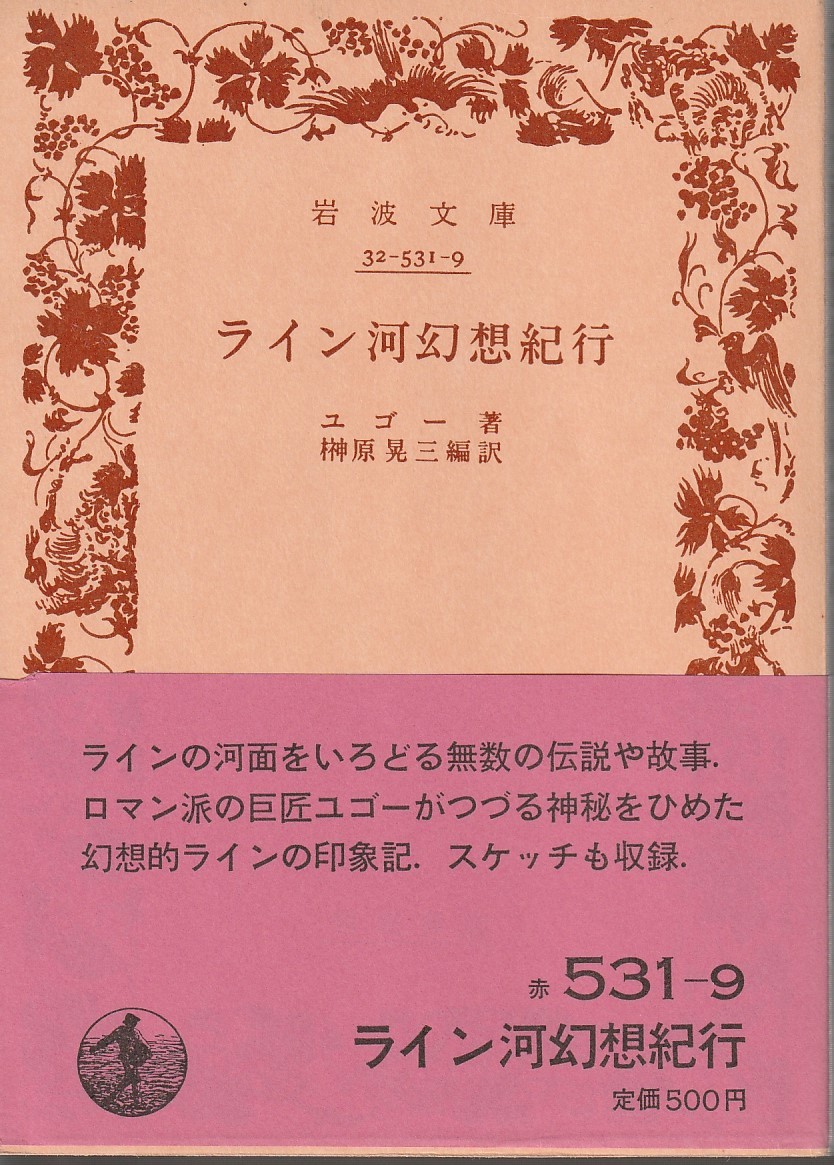 岩波文庫
32-531-9
ライン河幻想紀行
ユゴー著
榊原晃三編訳
ラインの河面をいろどる無数の伝説や故事.
ロマン派の巨匠ユゴーがつづる神秘をひめた
幻想的ラインの印象記. スケッチも収録.
赤 531-9
ライン河幻想紀行
定価500円